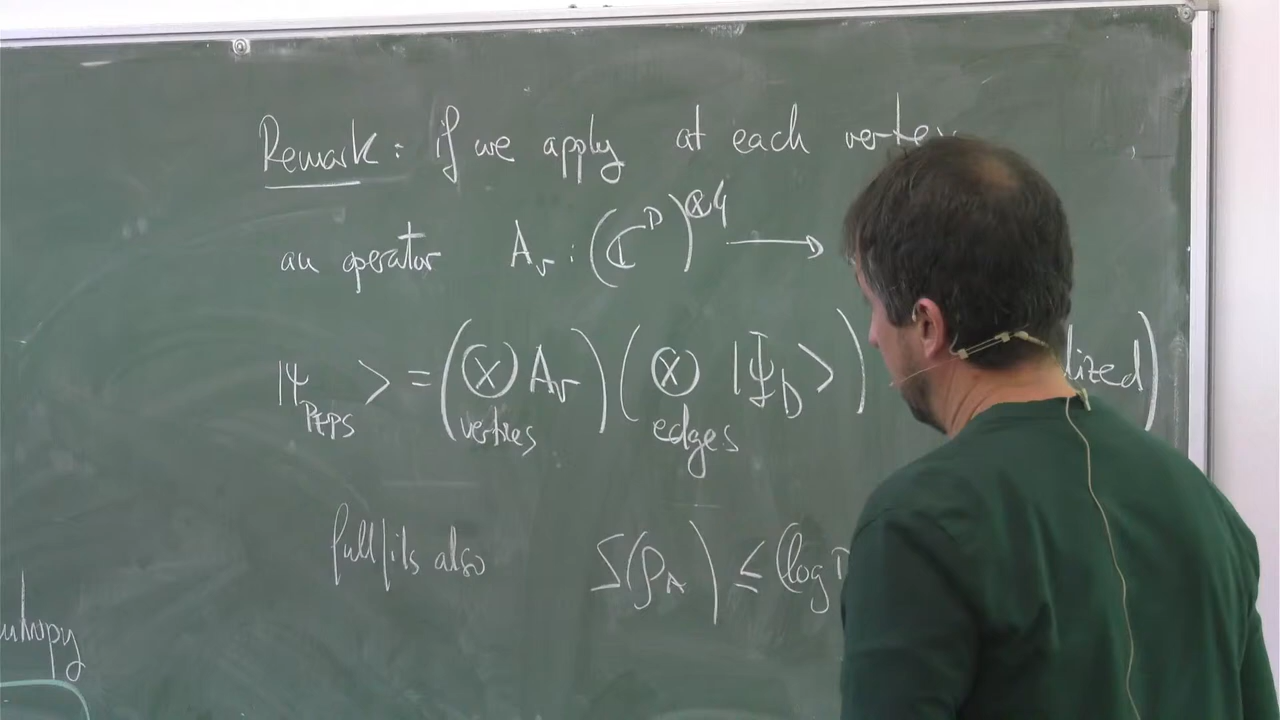 Remark: if we apply at each vertex
an operator A_v : (ℂ^D)^{⊗4} ⟶
|Ψ_PEPS > = (⊗_{vertices} A_v)(⊗_{edges} |Ψ_D>) lized)
fullfils also S(ρ_A) ≤ (log D